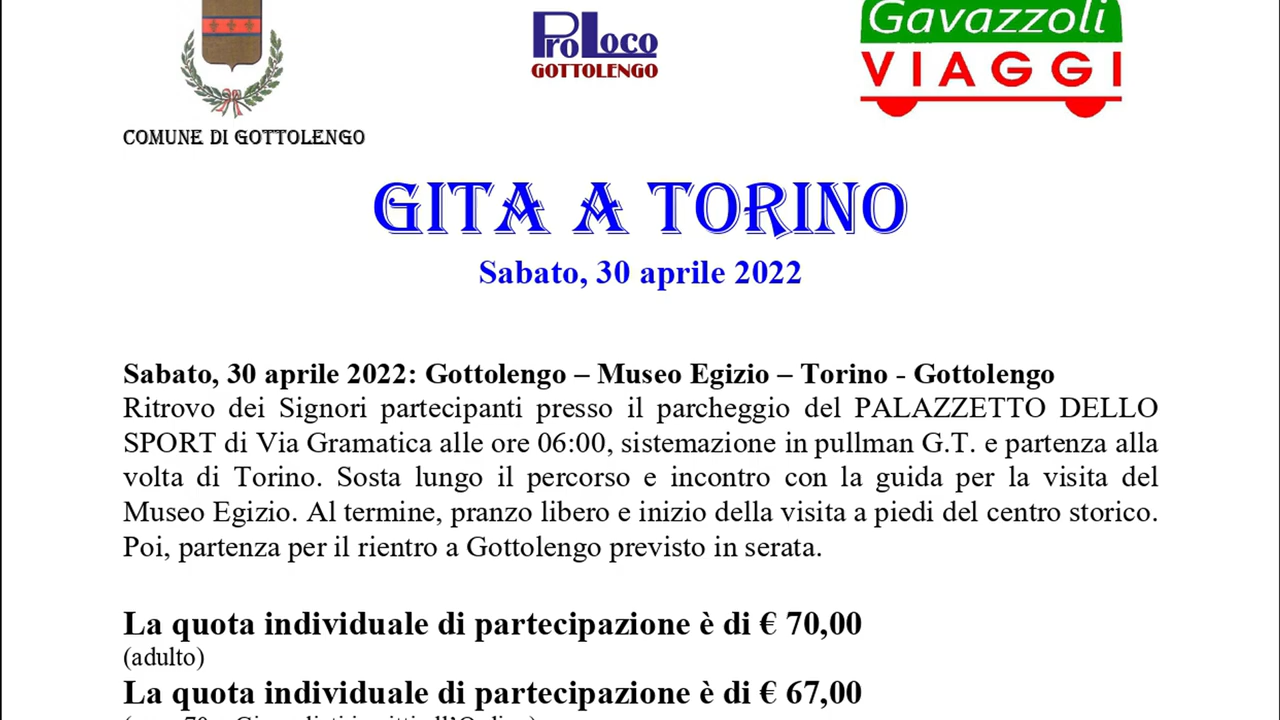 Gavazzoli
VIAGGI
PRO LOCO
GOTTOLENGO
COMUNE DI GOTTOLENGO
GITA A TORINO
Sabato, 30 aprile 2022
Sabato, 30 aprile 2022: Gottolengo – Museo Egizio – Torino - Gottolengo
Ritrovo dei Signori partecipanti presso il parcheggio del PALAZZETTO DELLO
SPORT di Via Gramatica alle ore 06:00, sistemazione in pullman G.T. e partenza alla
volta di Torino. Sosta lungo il percorso e incontro con la guida per la visita del
Museo Egizio. Al termine, pranzo libero e inizio della visita a piedi del centro storico.
Poi, partenza per il rientro a Gottolengo previsto in serata.
La quota individuale di partecipazione è di € 70,00
(adulto)
La quota individuale di partecipazione è di € 67,00